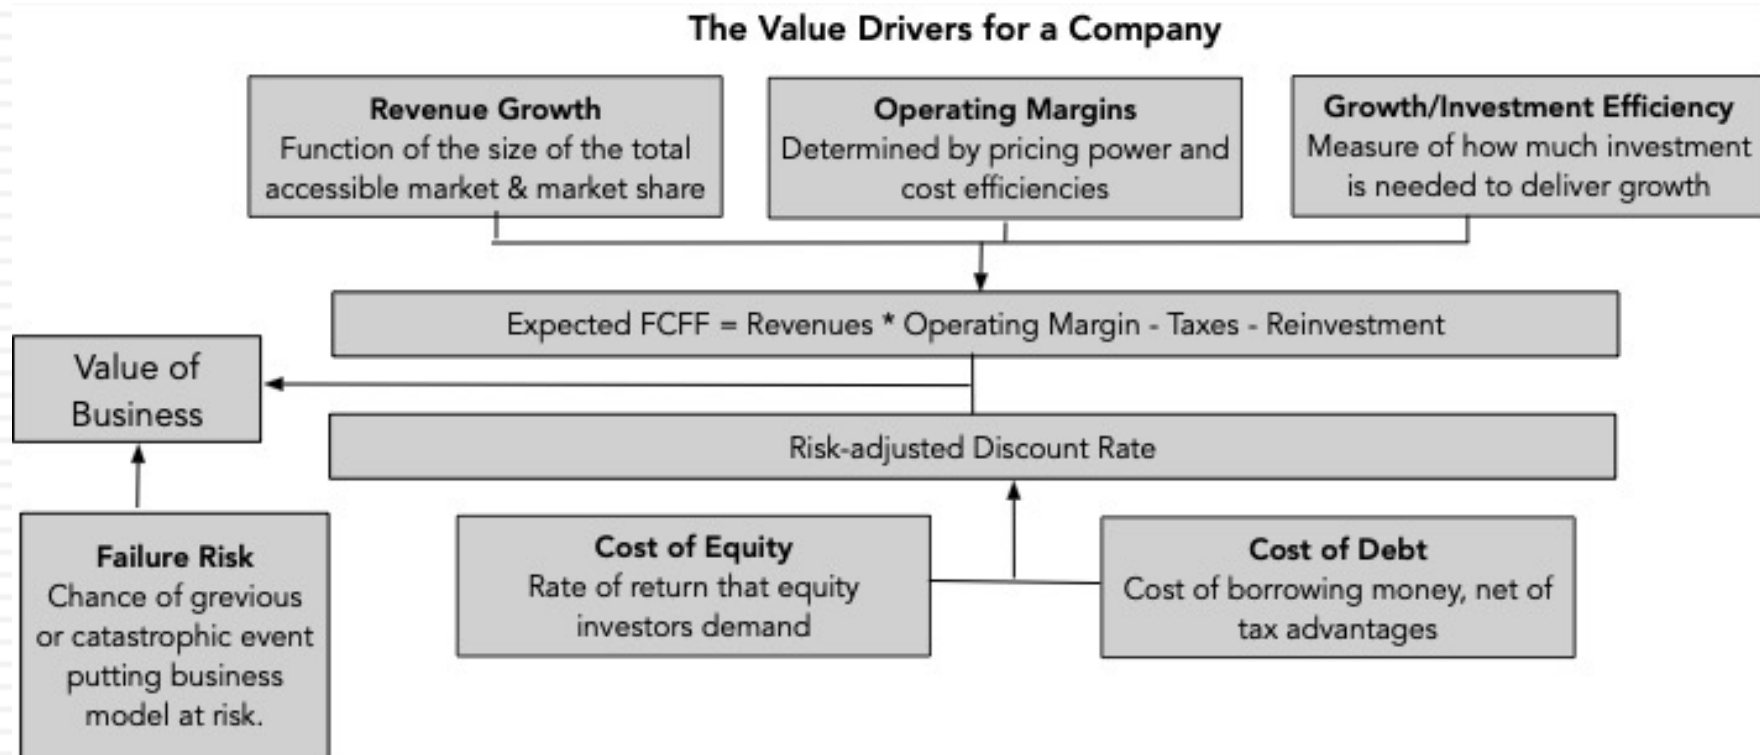 The Value Drivers for a Company
Revenue Growth
Function of the size of the total
accessible market & market share
Operating Margins
Determined by pricing power and
cost efficiencies
Growth/Investment Efficiency
Measure of how much investment
is needed to deliver growth
Expected FCFF = Revenues * Operating Margin - Taxes - Reinvestment
Value of
Business
Risk-adjusted Discount Rate
Failure Risk
Chance of grevious
or catastrophic event
putting business
model at risk.
Cost of Equity
Rate of return that equity
investors demand
Cost of Debt
Cost of borrowing money, net of
tax advantages